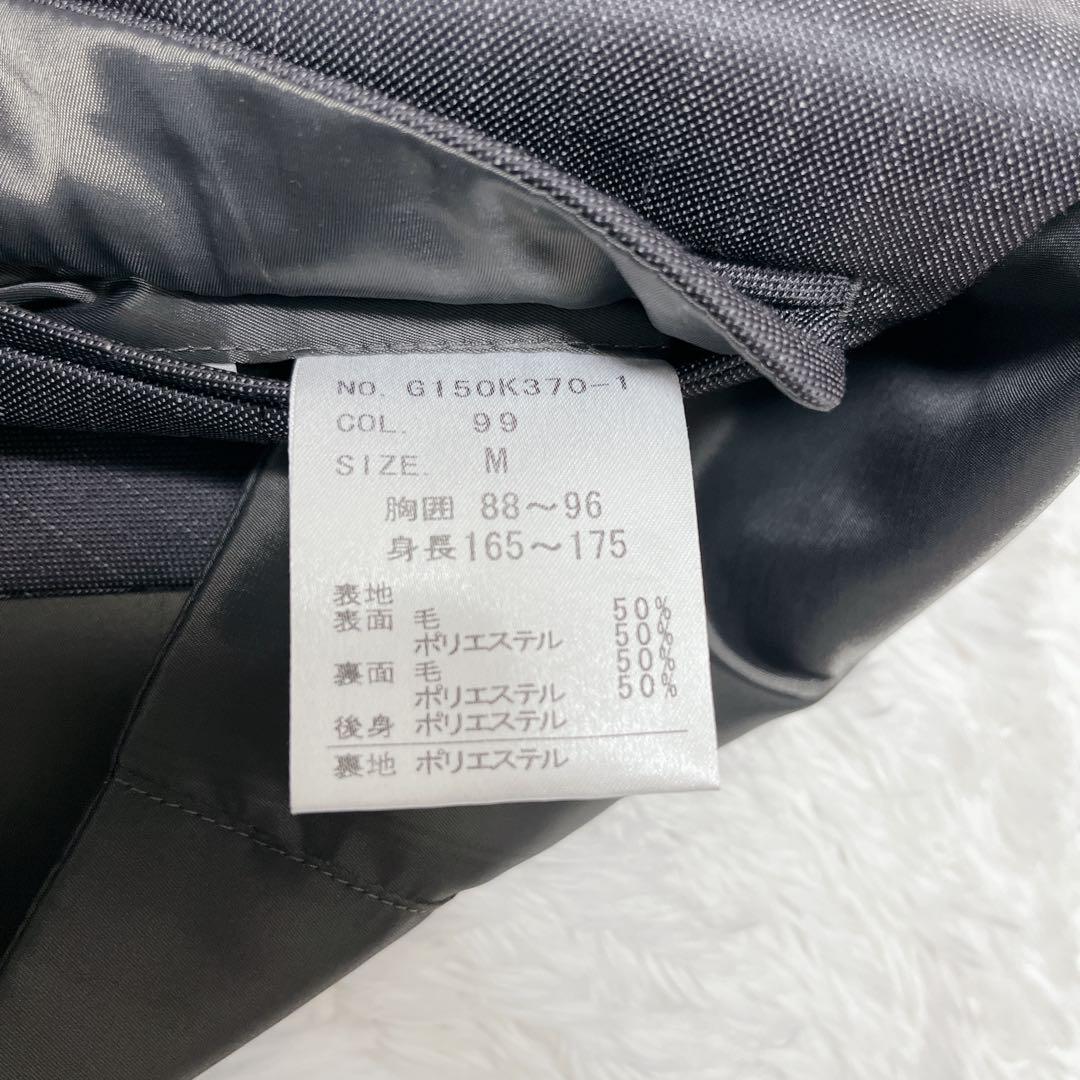 NO. G150K370-1
COL. 99
SIZE. M
胸囲 88～96
身長165～175
表地
表面 毛 50%
ポリエステル 50%
裏面 毛 50%
ポリエステル 50%
後身 ポリエステル
裏地 ポリエステル